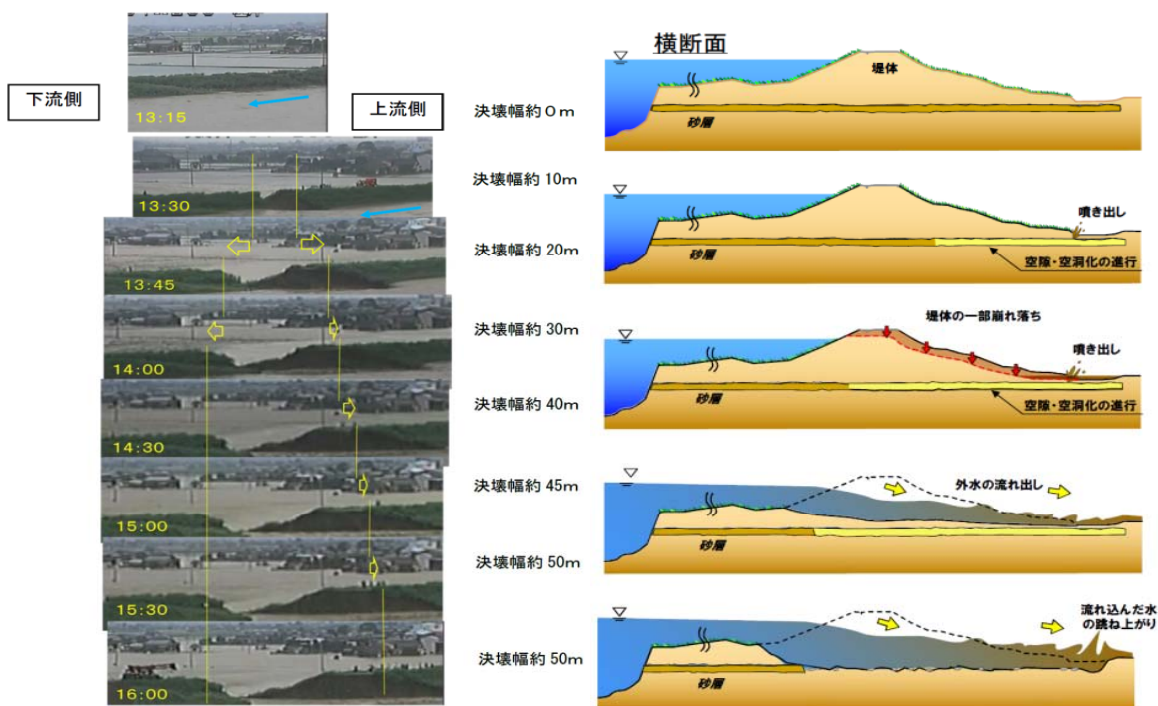 下流側
上流側
13:15
決壊幅約０m
13:30
決壊幅約 10m
13:45
決壊幅約 20m
14:00
決壊幅約 30m
14:30
決壊幅約 40m
15:00
決壊幅約 45m
15:30
決壊幅約 50m
16:00
決壊幅約 50m
横断面
堤体
砂層
噴き出し
砂層
空隙・空洞化の進行
堤体の一部崩れ落ち
噴き出し
砂層
空隙・空洞化の進行
外水の流れ出し
砂層
流れ込んだ水
の跳ね上がり
砂層